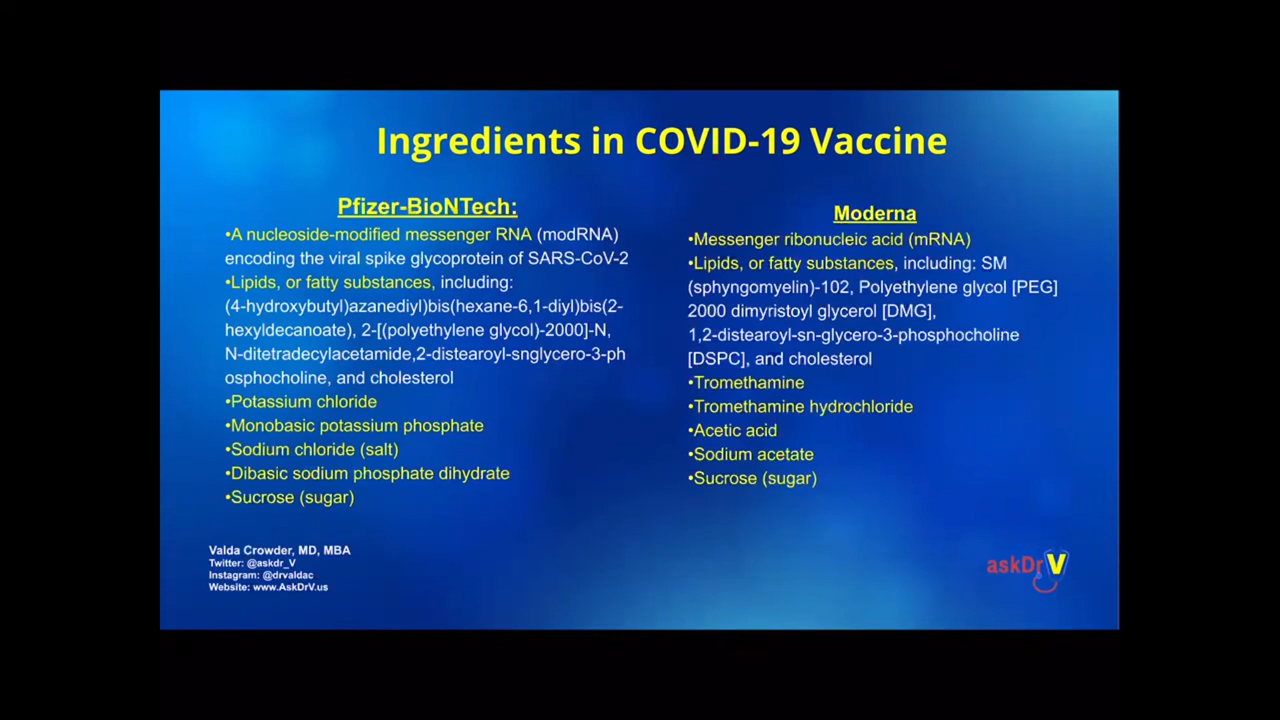 Ingredients in COVID-19 Vaccine
Pfizer-BioNTech:
•A nucleoside-modified messenger RNA (modRNA)
encoding the viral spike glycoprotein of SARS-CoV-2
•Lipids, or fatty substances, including:
(4-hydroxybutyl)azanediyl)bis(hexane-6,1-diyl)bis(2-
hexyldecanoate), 2-[(polyethylene glycol)-2000]-N,
N-ditetradecylacetamide,2-distearoyl-snglycero-3-ph
osphocholine, and cholesterol
•Potassium chloride
•Monobasic potassium phosphate
•Sodium chloride (salt)
•Dibasic sodium phosphate dihydrate
•Sucrose (sugar)
Moderna
•Messenger ribonucleic acid (mRNA)
•Lipids, or fatty substances, including: SM
(sphyngomyelin)-102, Polyethylene glycol [PEG]
2000 dimyristoyl glycerol [DMG],
1,2-distearoyl-sn-glycero-3-phosphocholine
[DSPC], and cholesterol
•Tromethamine
•Tromethamine hydrochloride
•Acetic acid
•Sodium acetate
•Sucrose (sugar)
Valda Crowder, MD, MBA
Twitter: @askdr_V
Instagram: @drvaldac
Website: www.AskDrV.us
askDrV